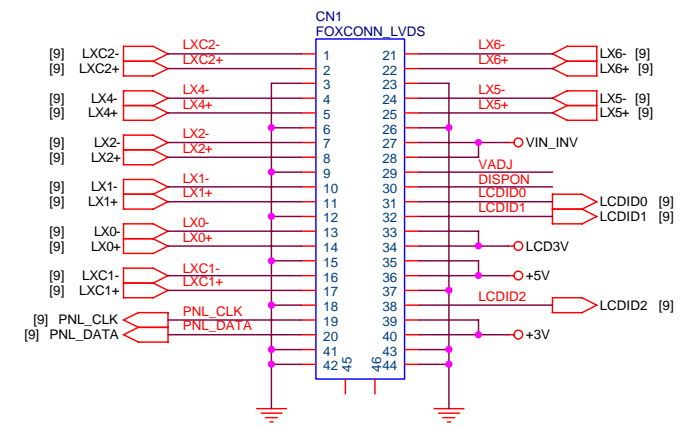 CN1
FOXCONN_LVDS
[9] LXC2- LXC2- 1 21 LX6- LX6- [9]
[9] LXC2+ LXC2+ 2 22 LX6+ LX6+ [9]
3 23
[9] LX4- LX4- 4 24 LX5- LX5- [9]
[9] LX4+ LX4+ 5 25 LX5+ LX5+ [9]
6 26
[9] LX2- LX2- 7 27 VIN_INV
[9] LX2+ LX2+ 8 28
9 29 VADJ
[9] LX1- LX1- 10 30 DISPON
[9] LX1+ LX1+ 11 31 LCDID0 LCDID0 [9]
12 32 LCDID1 LCDID1 [9]
[9] LX0- LX0- 13 33
[9] LX0+ LX0+ 14 34 LCD3V
15 35
[9] LXC1- LXC1- 16 36 +5V
[9] LXC1+ LXC1+ 17 37
18 38 LCDID2 LCDID2 [9]
[9] PNL_CLK PNL_CLK 19 39
[9] PNL_DATA PNL_DATA 20 40 +3V
41 43
42 45 46 44